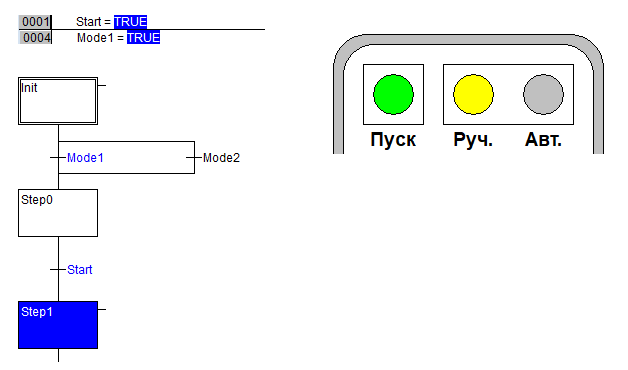 0001 Start = TRUE
0004 Mode1 = TRUE
Init
Mode1 Mode2
Step0
Start
Step1
Пуск Руч. Авт.